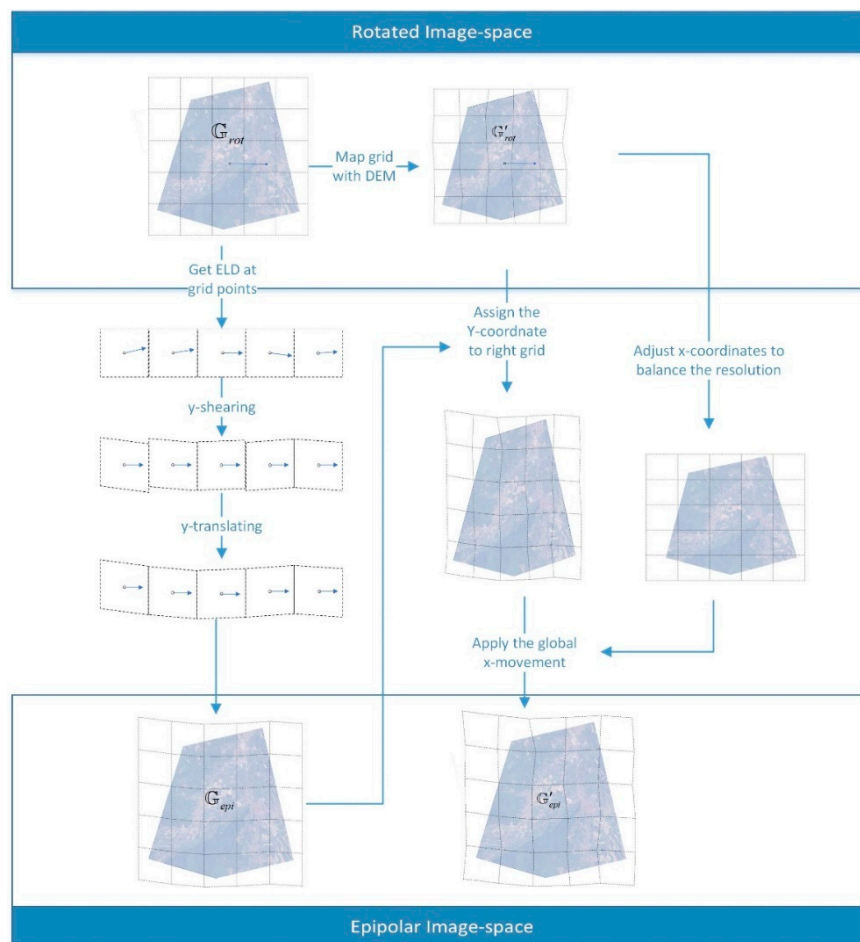 Rotated Image-space
𝔾rot
𝔾′rot
Map grid
with DEM
Get ELD at
grid points
Assign the
Y-coordnate
to right grid
Adjust x-coordinates to
balance the resolution
y-shearing
y-translating
Apply the global
x-movement
𝔾epi
𝔾′epi
Epipolar Image-space